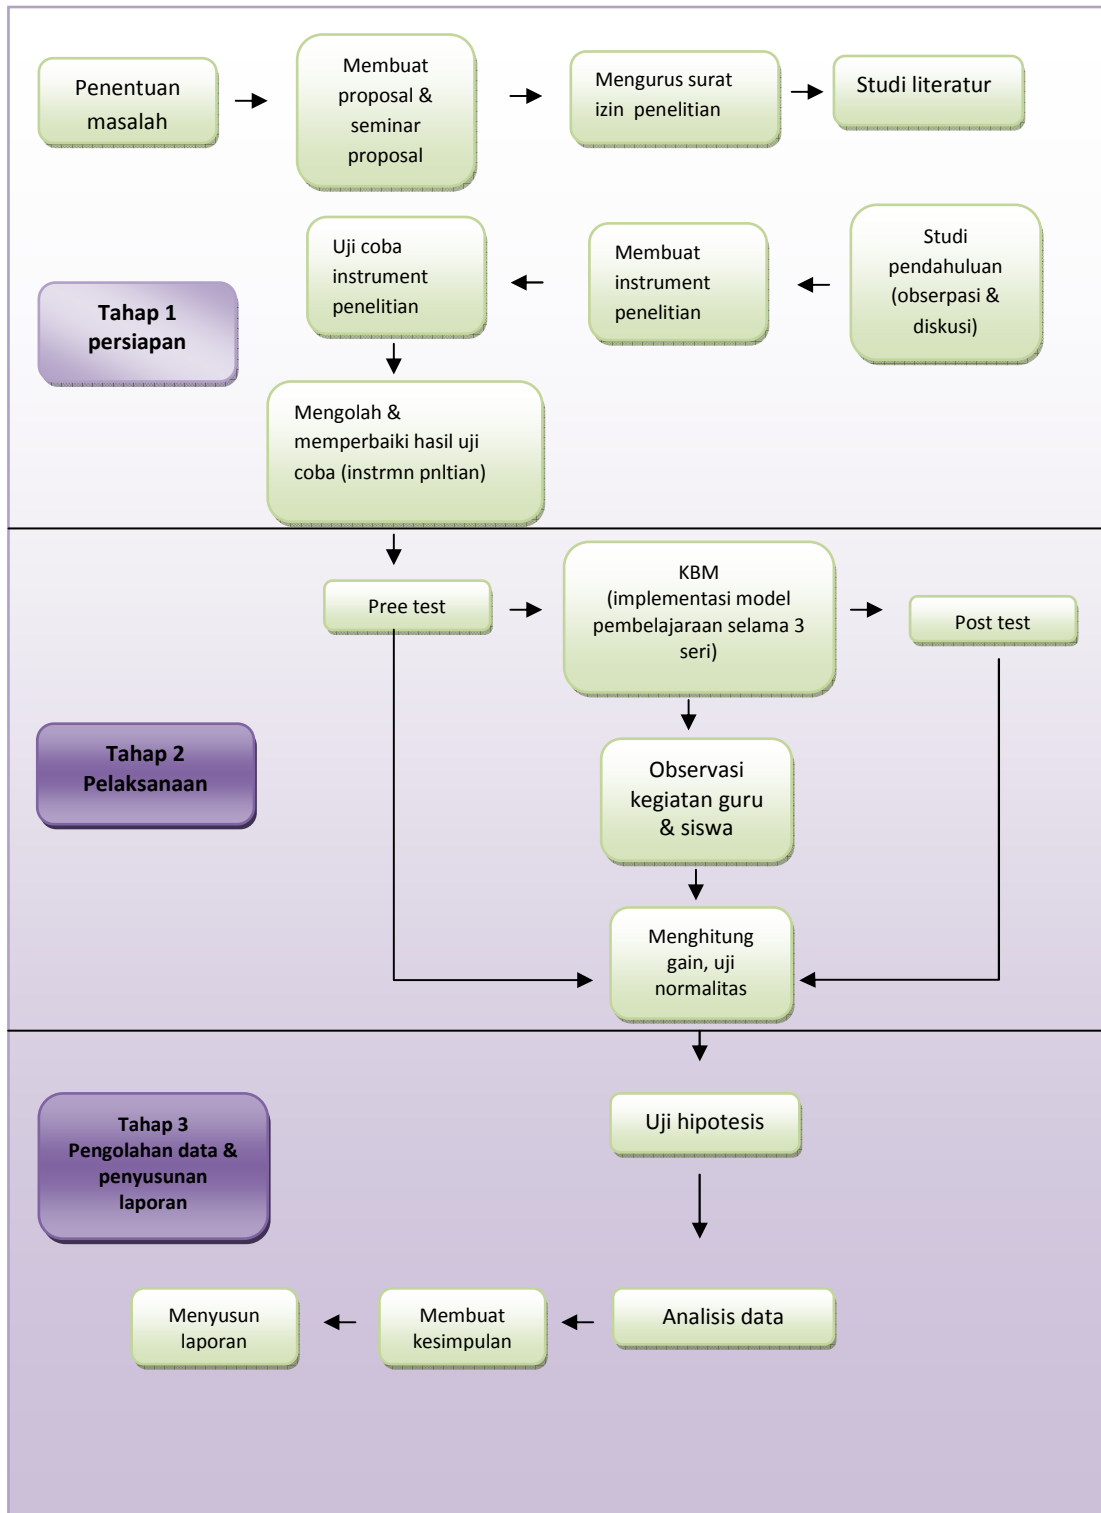 Penentuan
masalah
Membuat
proposal &
seminar
proposal
Mengurus surat
izin penelitian
Studi literatur
Studi
pendahuluan
(obserpasi &
diskusi)
Membuat
instrument
penelitian
Uji coba
instrument
penelitian
Tahap 1
persiapan
Mengolah &
memperbaiki hasil uji
coba (instrmn pnltian)
Pree test
KBM
(implementasi model
pembelajaraan selama 3
seri)
Post test
Tahap 2
Pelaksanaan
Observasi
kegiatan guru
& siswa
Menghitung
gain, uji
normalitas
Tahap 3
Pengolahan data &
penyusunan
laporan
Uji hipotesis
Analisis data
Membuat
kesimpulan
Menyusun
laporan